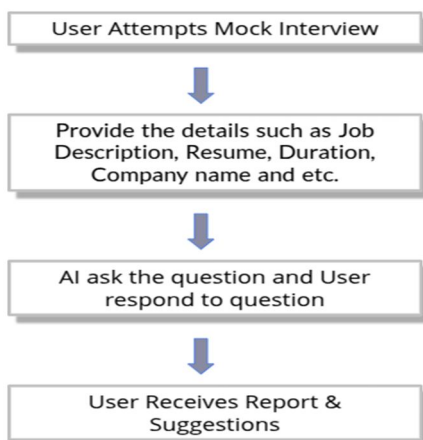 User Attempts Mock Interview
Provide the details such as Job
Description, Resume, Duration,
Company name and etc.
AI ask the question and User
respond to question
User Receives Report &
Suggestions